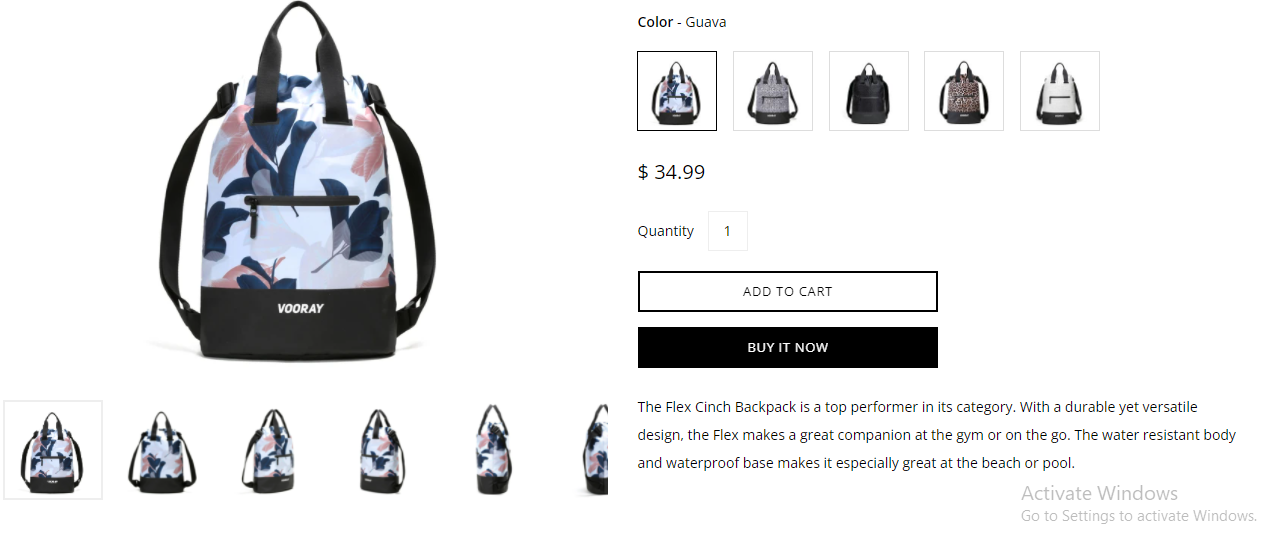 VOORAY
Color - Guava
$ 34.99
Quantity 1
ADD TO CART
BUY IT NOW
The Flex Cinch Backpack is a top performer in its category. With a durable yet versatile
design, the Flex makes a great companion at the gym or on the go. The water resistant body
and waterproof base makes it especially great at the beach or pool.
Activate Windows
Go to Settings to activate Windows.